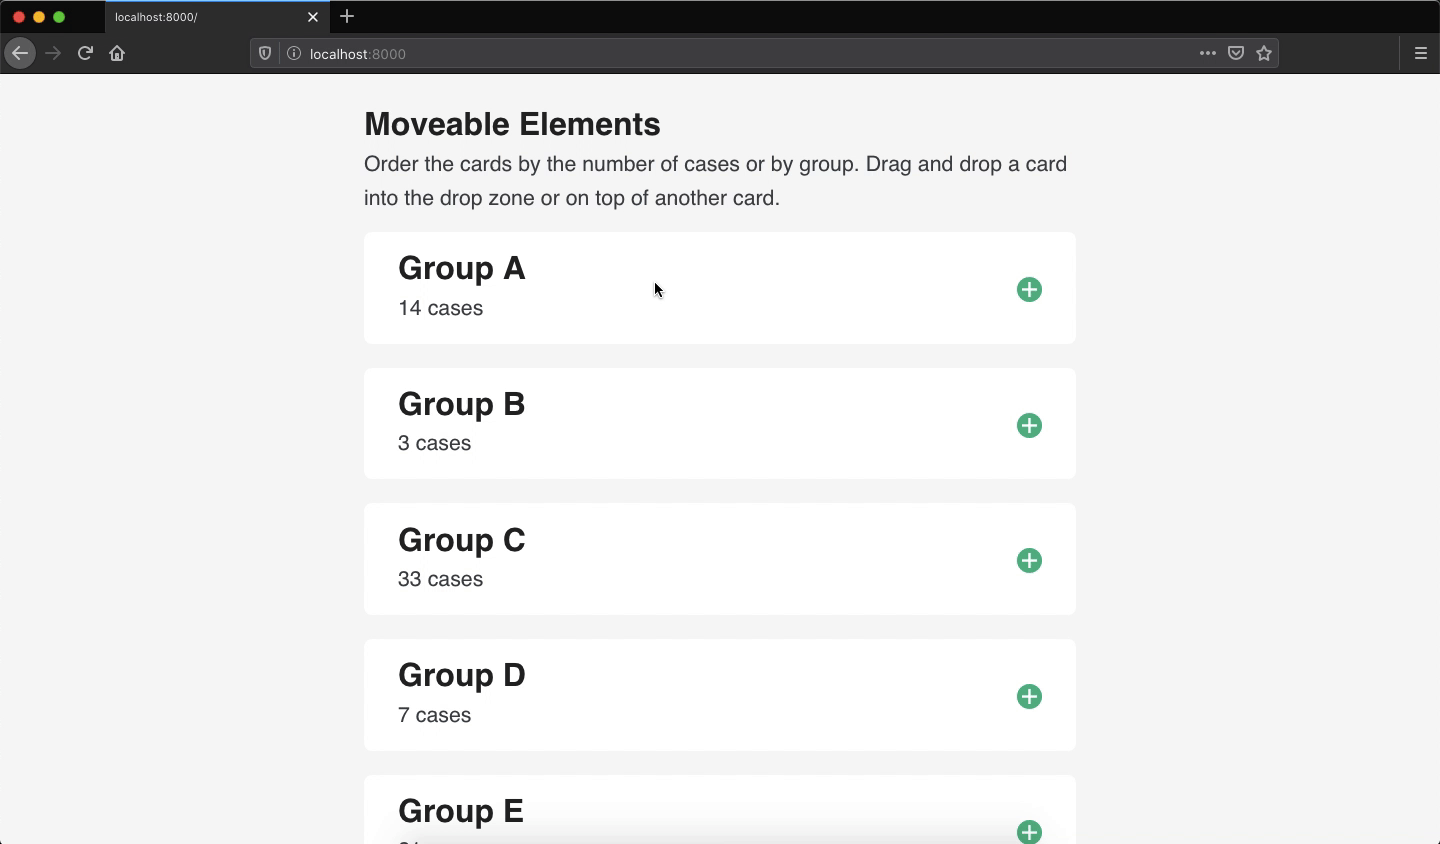 localhost:8000/
localhost:8000
Moveable Elements
Order the cards by the number of cases or by group. Drag and drop a card
into the drop zone or on top of another card.
Group A
14 cases
Group B
3 cases
Group C
33 cases
Group D
7 cases
Group E